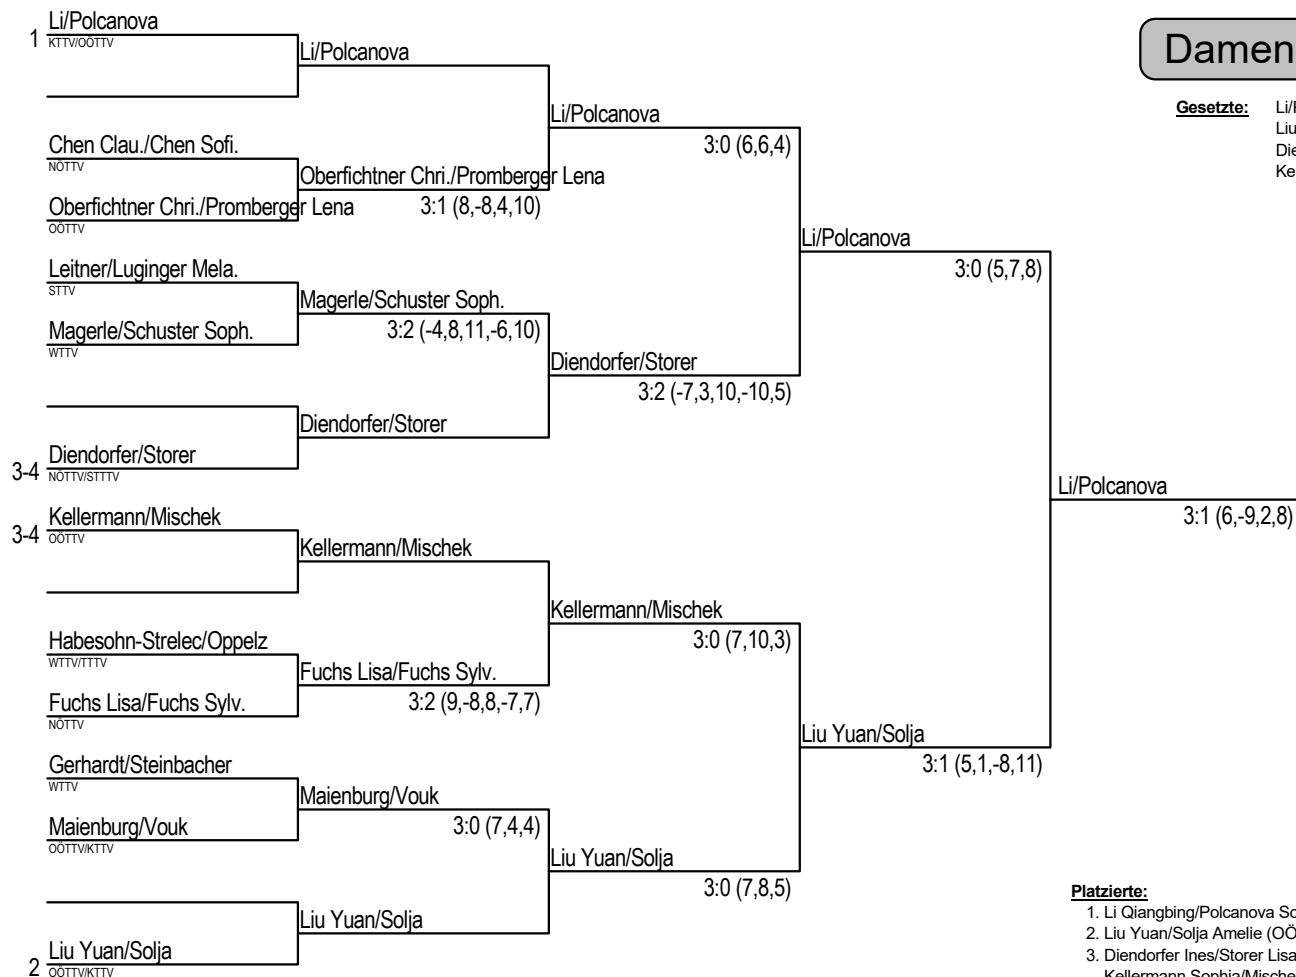 Damen
Gesetzte:
1 Li/Polcanova
KTTV/OÖTTV
Chen Clau./Chen Sofi.
NÖTTV
Oberfichtner Chri./Promberger Lena
OÖTTV
Leitner/Luginger Mela.
STTV
Magerle/Schuster Soph.
WTTV
3-4 Diendorfer/Storer
NÖTTV/STTTV
3-4 Kellermann/Mischek
OÖTTV
Habesohn-Strelec/Oppelz
WTTV/TTTV
Fuchs Lisa/Fuchs Sylv.
NÖTTV
Gerhardt/Steinbacher
WTTV
Maienburg/Vouk
OÖTTV/KTTV
2 Liu Yuan/Solja
OÖTTV/KTTV
Li/Polcanova
Oberfichtner Chri./Promberger Lena
3:1 (8,-8,4,10)
Magerle/Schuster Soph.
3:2 (-4,8,11,-6,10)
Diendorfer/Storer
Kellermann/Mischek
Fuchs Lisa/Fuchs Sylv.
3:2 (9,-8,8,-7,7)
Maienburg/Vouk
3:0 (7,4,4)
Liu Yuan/Solja
Li/Polcanova
3:0 (6,6,4)
Diendorfer/Storer
3:2 (-7,3,10,-10,5)
Kellermann/Mischek
3:0 (7,10,3)
Liu Yuan/Solja
3:0 (7,8,5)
Li/Polcanova
3:0 (5,7,8)
Liu Yuan/Solja
3:1 (5,1,-8,11)
Li/Polcanova
3:1 (6,-9,2,8)
Platzierte:
1. Li Qiangbing/Polcanova
2. Liu Yuan/Solja Amelie
3. Diendorfer Ines/Storer Lisa
Kellermann Sophia/